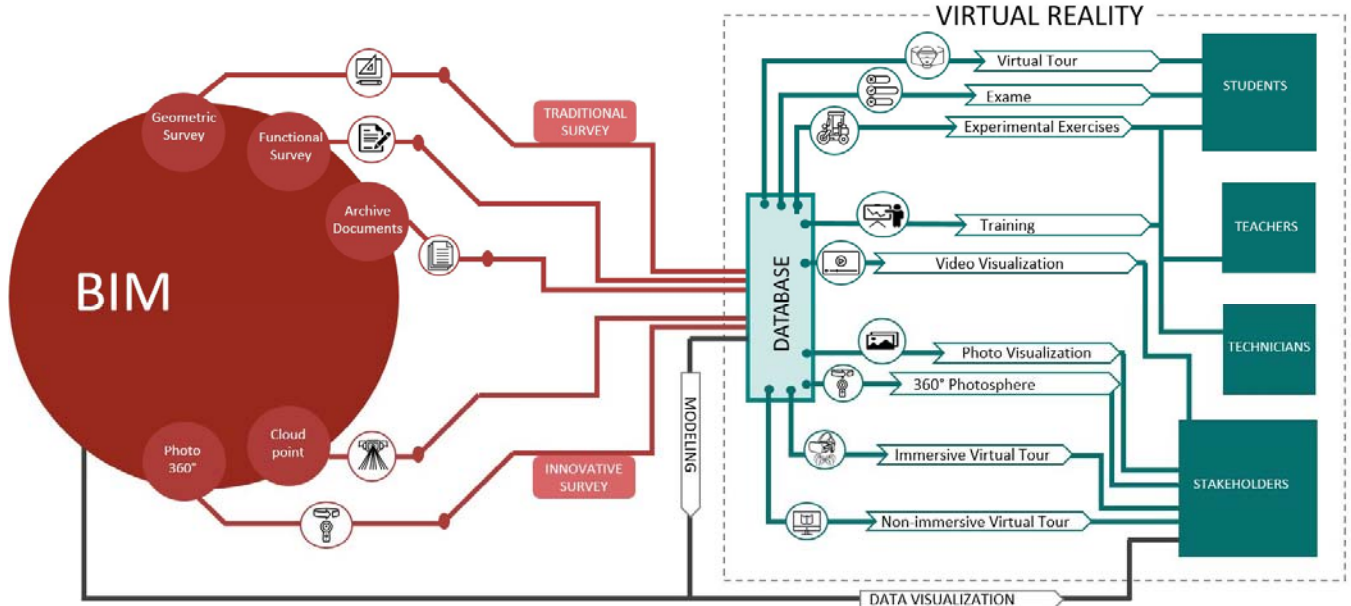 VIRTUAL REALITY
Geometric
Survey
Functional
Survey
Archive
Documents
BIM
Cloud
point
Photo
360°
TRADITIONAL
SURVEY
INNOVATIVE
SURVEY
MODELING
DATABASE
Virtual Tour
Exame
Experimental Exercises
Training
Video Visualization
Photo Visualization
360° Photosphere
Immersive Virtual Tour
Non-immersive Virtual Tour
STUDENTS
TEACHERS
TECHNICIANS
STAKEHOLDERS
DATA VISUALIZATION